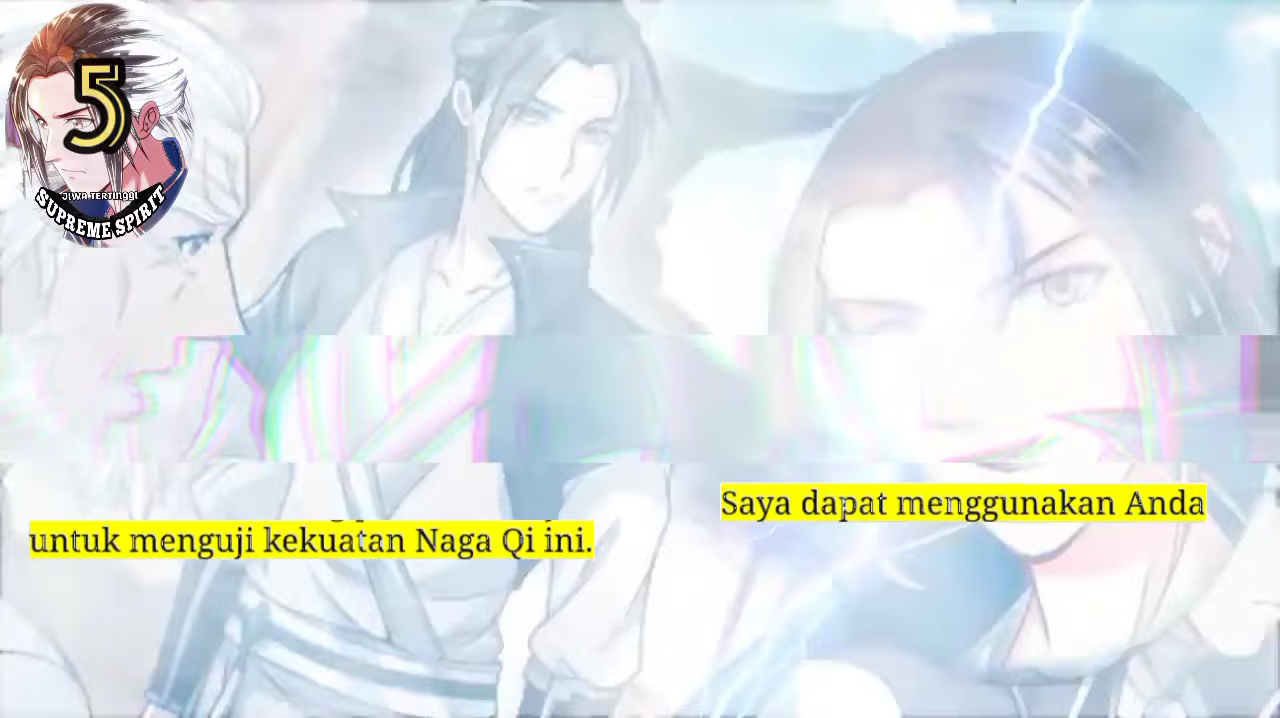 5
JIWA TERTINGGI
SUPREME SPIRIT
Saya dapat menggunakan Anda
untuk menguji kekuatan Naga Qi ini.